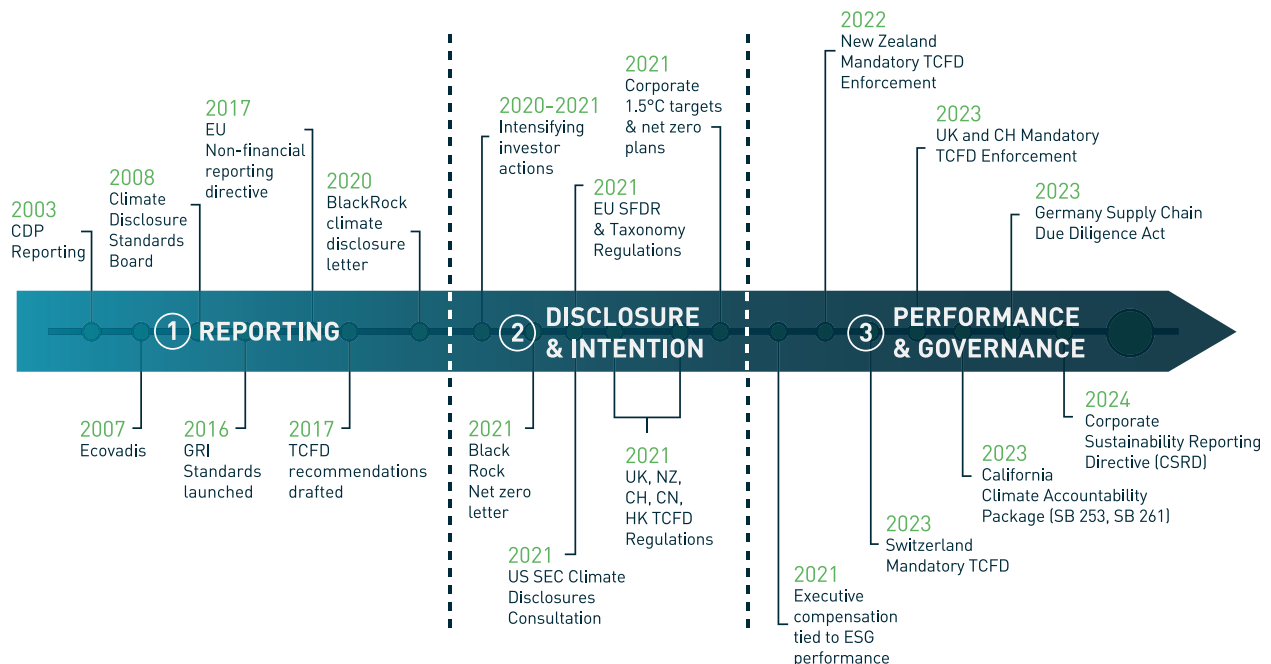 2003
CDP
Reporting
2008
Climate
Disclosure
Standards
Board
2017
EU
Non-financial
reporting
directive
2020
BlackRock
climate
disclosure
letter
1 REPORTING
2007
Ecovadis
2016
GRI
Standards
launched
2017
TCFD
recommendations
drafted
2020-2021
Intensifying
investor
actions
2021
EU SFDR
& Taxonomy
Regulations
2021
Corporate
1.5°C targets
& net zero
plans
2 DISCLOSURE
& INTENTION
2021
Black
Rock
Net zero
letter
2021
US SEC Climate
Disclosures
Consultation
2021
UK, NZ,
CH, CN,
HK TCFD
Regulations
2022
New Zealand
Mandatory TCFD
Enforcement
2023
UK and CH Mandatory
TCFD Enforcement
2023
Germany Supply Chain
Due Diligence Act
3 PERFORMANCE
& GOVERNANCE
2021
Executive
compensation
tied to ESG
performance
2023
Switzerland
Mandatory TCFD
2023
California
Climate Accountability
Package (SB 253, SB 261)
2024
Corporate
Sustainability Reporting
Directive (CSRD)